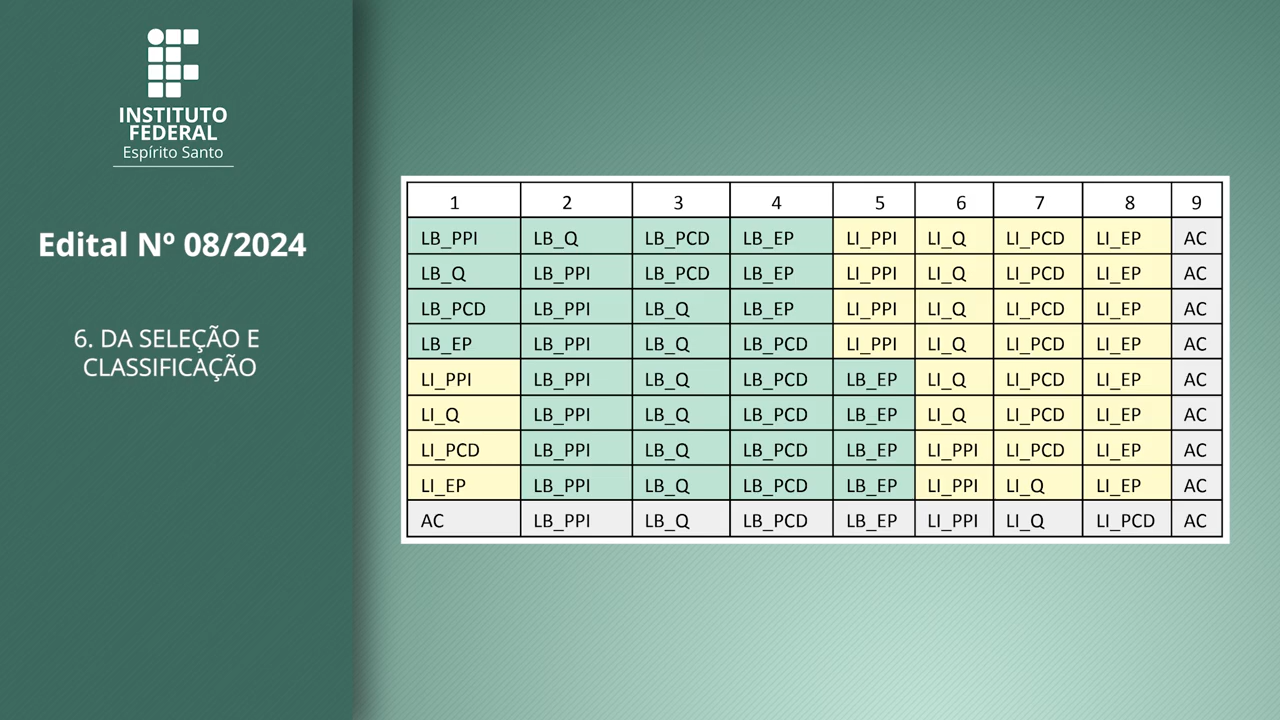 INSTITUTO
FEDERAL
Espírito Santo
Edital Nº 08/2024
6. DA SELEÇÃO E
CLASSIFICAÇÃO
1 2 3 4 5 6 7 8 9
LB_PPI LB_Q LB_PCD LB_EP LI_PPI LI_Q LI_PCD LI_EP AC
LB_Q LB_PPI LB_PCD LB_EP LI_PPI LI_Q LI_PCD LI_EP AC
LB_PCD LB_PPI LB_Q LB_EP LI_PPI LI_Q LI_PCD LI_EP AC
LB_EP LB_PPI LB_Q LB_PCD LI_PPI LI_Q LI_PCD LI_EP AC
LI_PPI LB_PPI LB_Q LB_PCD LB_EP LI_Q LI_PCD LI_EP AC
LI_Q LB_PPI LB_Q LB_PCD LB_EP LI_Q LI_PCD LI_EP AC
LI_PCD LB_PPI LB_Q LB_PCD LB_EP LI_PPI LI_PCD LI_EP AC
LI_EP LB_PPI LB_Q LB_PCD LB_EP LI_PPI LI_Q LI_EP AC
AC LB_PPI LB_Q LB_PCD LB_EP LI_PPI LI_Q LI_PCD AC